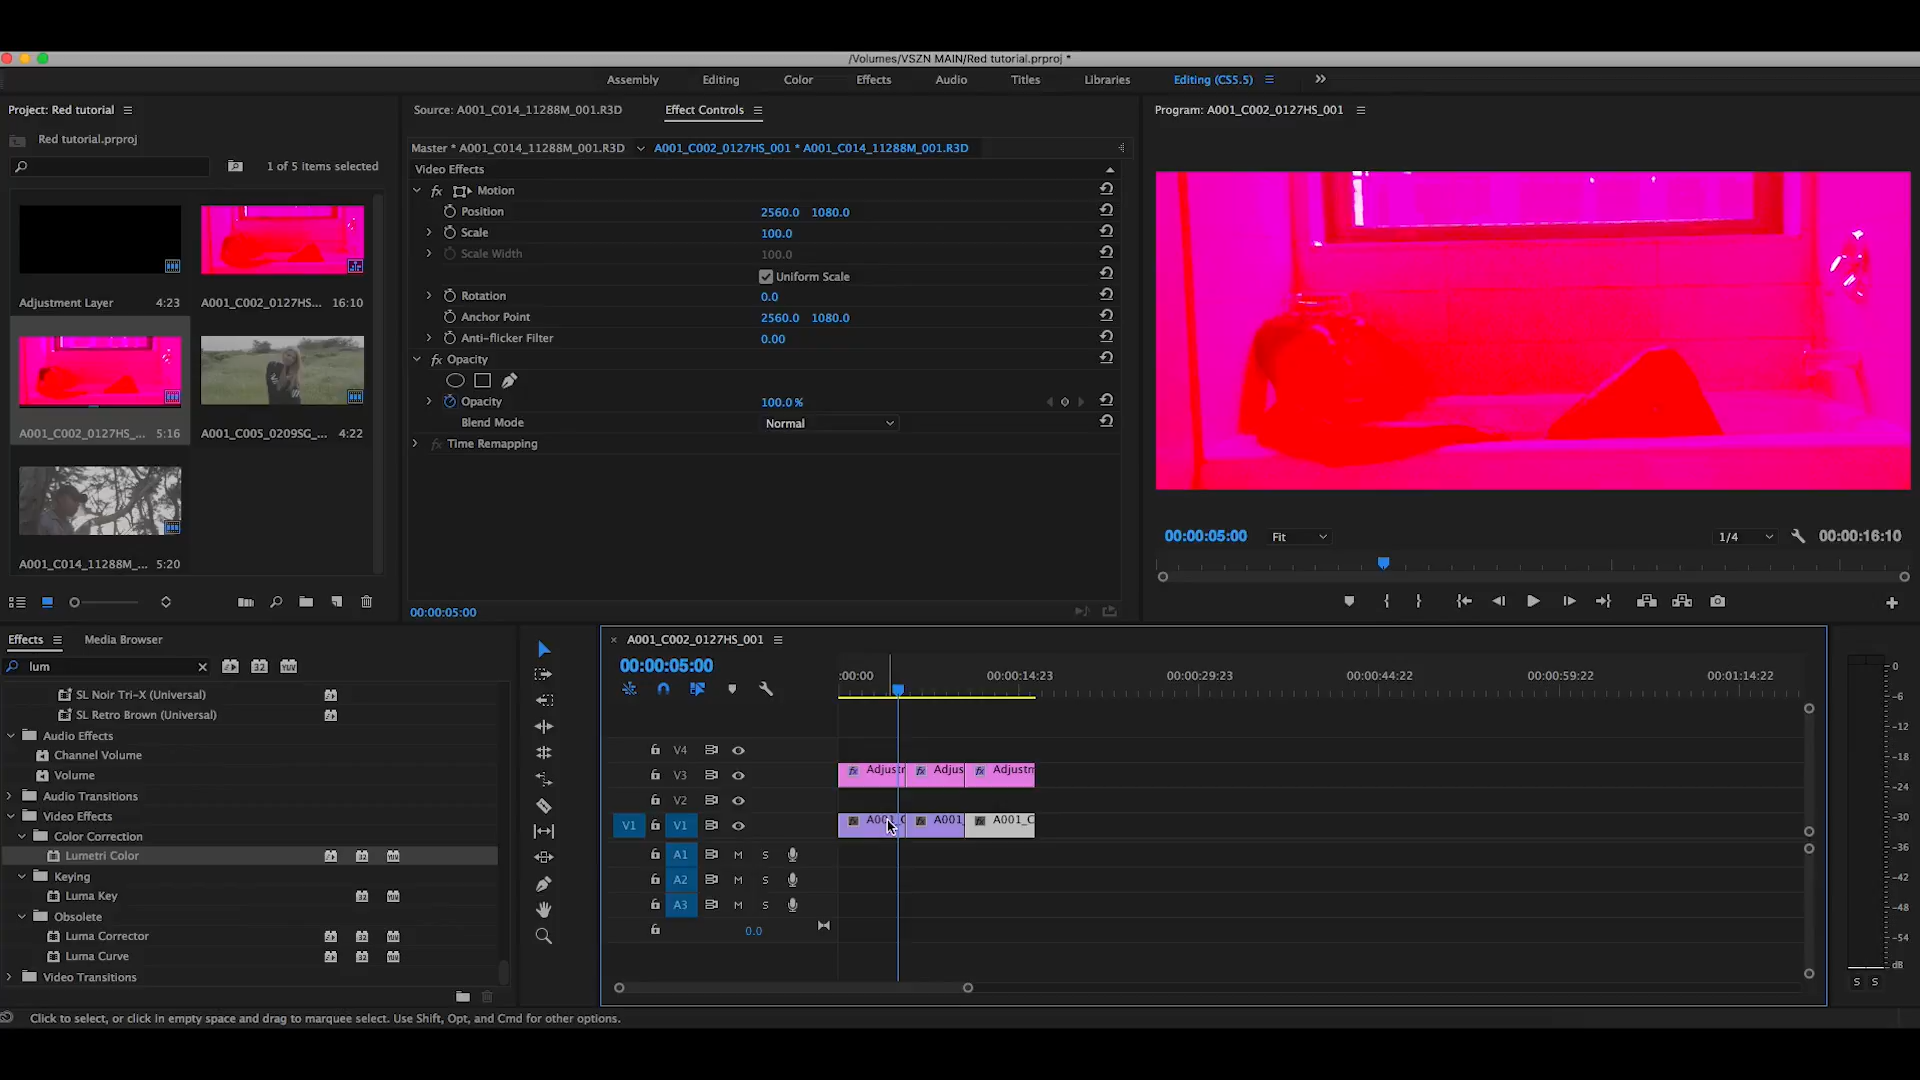 /Volumes/VSZN MAIN/Red tutorial.prproj *
Assembly Editing Color Effects Audio Titles Libraries Editing (CS5.5) >>
Project: Red tutorial
Red tutorial.prproj
1 of 5 items selected
Adjustment Layer 4:23
A001_C002_0127HS... 16:10
A001_C002_0127HS_... 5:16
A001_C005_0209SG_... 4:22
A001_C014_11288M_... 5:20
Source: A001_C014_11288M_001.R3D
Effect Controls
Master * A001_C014_11288M_001.R3D
A001_C002_0127HS_001 * A001_C014_11288M_001.R3D
Video Effects
fx Motion
Position 2560.0 1080.0
Scale 100.0
Scale Width 100.0
Uniform Scale
Rotation 0.0
Anchor Point 2560.0 1080.0
Anti-flicker Filter 0.00
fx Opacity
Opacity 100.0 %
Blend Mode Normal
fx Time Remapping
00:00:05:00
Program: A001_C002_0127HS_001
00:00:05:00 Fit 1/4 00:00:16:10
Effects
Media Browser
lum
32 YUV
SL Noir Tri-X (Universal)
SL Retro Brown (Universal)
Audio Effects
Channel Volume
Volume
Audio Transitions
Video Effects
Color Correction
Lumetri Color
Keying
Luma Key
Obsolete
Luma Corrector
Luma Curve
Video Transitions
A001_C002_0127HS_001
00:00:05:00
:00:00 00:00:14:23 00:00:29:23 00:00:44:22 00:00:59:22 00:01:14:22
V4
V3 fx Adjustm fx Adjus fx Adjustm
V2
V1 V1 A001_C A001_ A001_C
A1 M S
A2 M S
A3 M S
0.0
0
-6
-12
-18
-24
-30
-36
-42
-48
-54
dB
S S
Click to select, or click in empty space and drag to marquee select. Use Shift, Opt, and Cmd for other options.